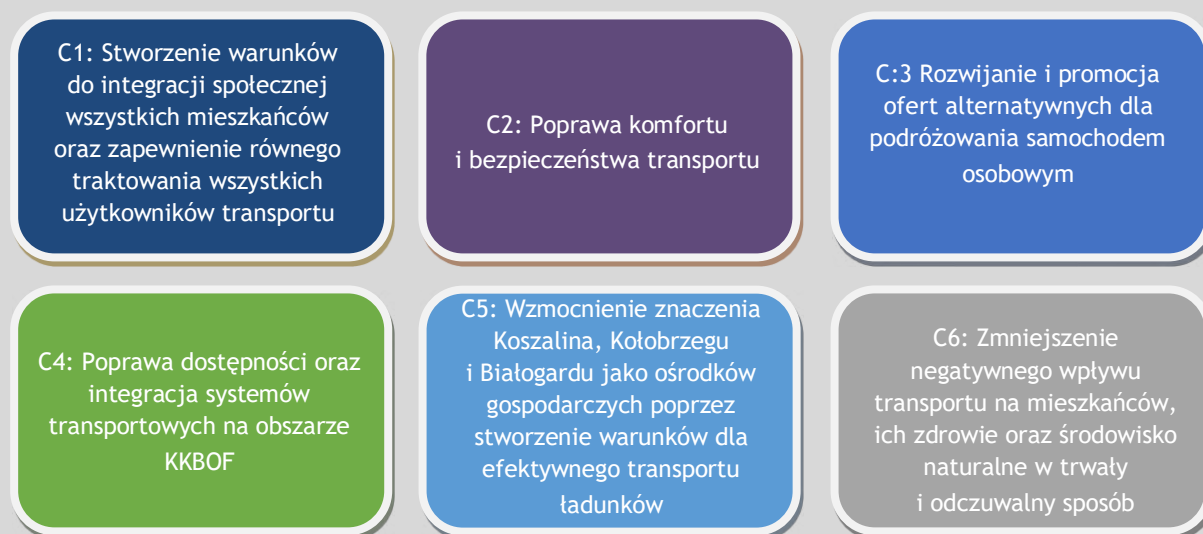 C1: Stworzenie warunków
do integracji społecznej
wszystkich mieszkańców
oraz zapewnienie równego
traktowania wszystkich
użytkowników transportu
C2: Poprawa komfortu
i bezpieczeństwa transportu
C:3 Rozwijanie i promocja
ofert alternatywnych dla
podróżowania samochodem
osobowym
C4: Poprawa dostępności oraz
integracja systemów
transportowych na obszarze
KKBOF
C5: Wzmocnienie znaczenia
Koszalina, Kołobrzegu
i Białogardu jako ośrodków
gospodarczych poprzez
stworzenie warunków dla
efektywnego transportu
ładunków
C6: Zmniejszenie
negatywnego wpływu
transportu na mieszkańców,
ich zdrowie oraz środowisko
naturalne w trwały
i odczuwalny sposób